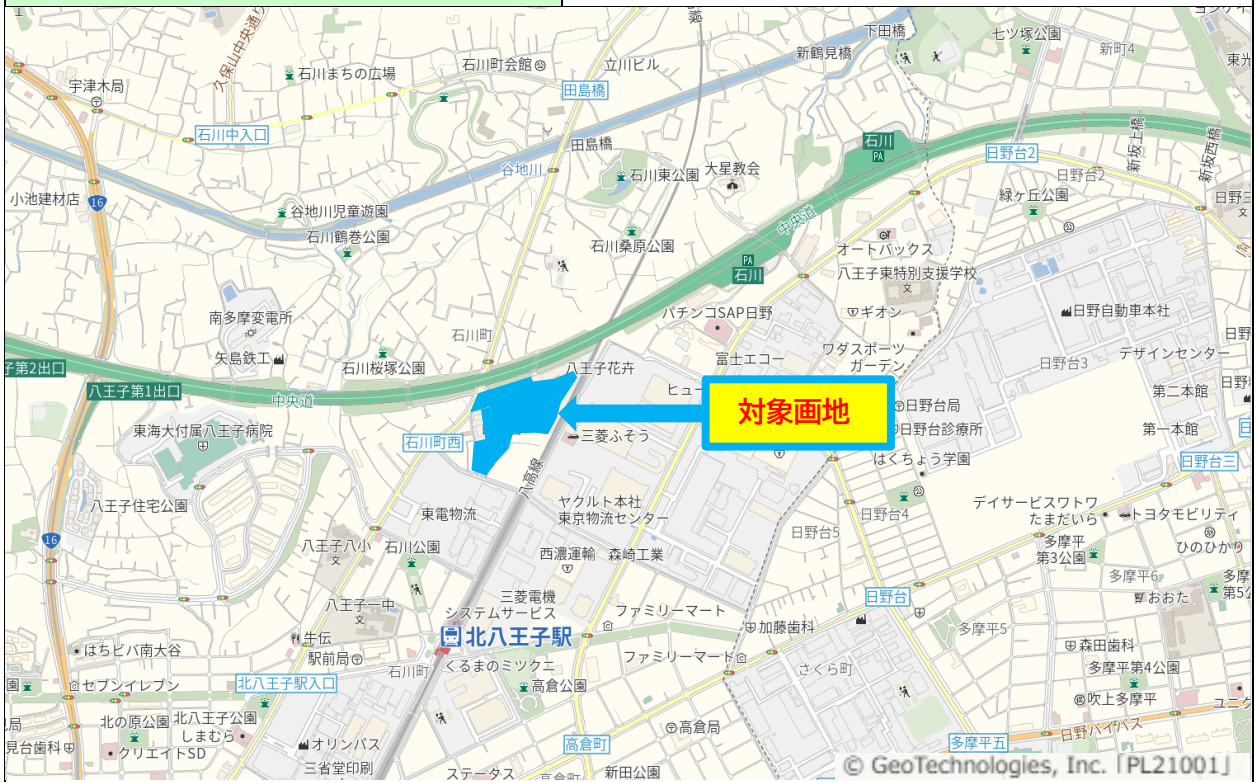 下田橋
七ツ塚公園
新町4
石川町会館
立川ビル
新鶴見橋
石川まちの広場
久保山中央通り
宇津木局
田島橋
石川中入口
田島橋
石川
PA
日野台2
新坂上橋
新坂西橋
谷地川
石川東公園
大星教会
日野台2
小池建材店
16
緑ヶ丘公園
谷地川児童遊園
石川鶴巻公園
中央道
石川桑原公園
オートバックス
PA
石川
八王子東特別支援学校
南多摩変電所
パチンコSAP日野
ギオン
日野自動車本社
石川町
矢島鉄工
石川桜塚公園
八王子花卉
富士エコー
ワダスポーツ
ガーデン
日野台3
デザインセンター
子第2出口
八王子第1出口
中央道
ヒュー
第二本館
対象画地
日野台局
東海大付属八王子病院
石川町西
三菱ふそう
日野台診療所
第一本館
はくちょう学園
日野台三
八高線
八王子住宅公園
東電物流
ヤクルト本社
東京物流センター
日野台4
デイサービスワトワ
たまだいら
トヨタモビリティ
日野台5
16
八王子八小
石川公園
西濃運輸
森崎工業
多摩平
第3公園
ひのひかり
多摩平6
三菱電機
システムサービス
八王子一中
ファミリーマート
日野台
おおた
多摩
第5
加藤歯科
多摩平5
北八王子駅
牛伝
はちビバ南大谷
駅前局
石川町
くるまのミツクニ
ファミリーマート
さくら町
森田歯科
多摩平第4公園
園
セブンイレブン
北八王子駅入口
高倉公園
吹上多摩平
ユニク
北の原公園
北八王子公園
しまむら
高倉局
日野バイパス
見台歯科
クリエイトSD
オリンパス
高倉町
多摩平五
三省堂印刷
ステータス
高倉町
新田公園
© GeoTechnologies, Inc.「PL21001」